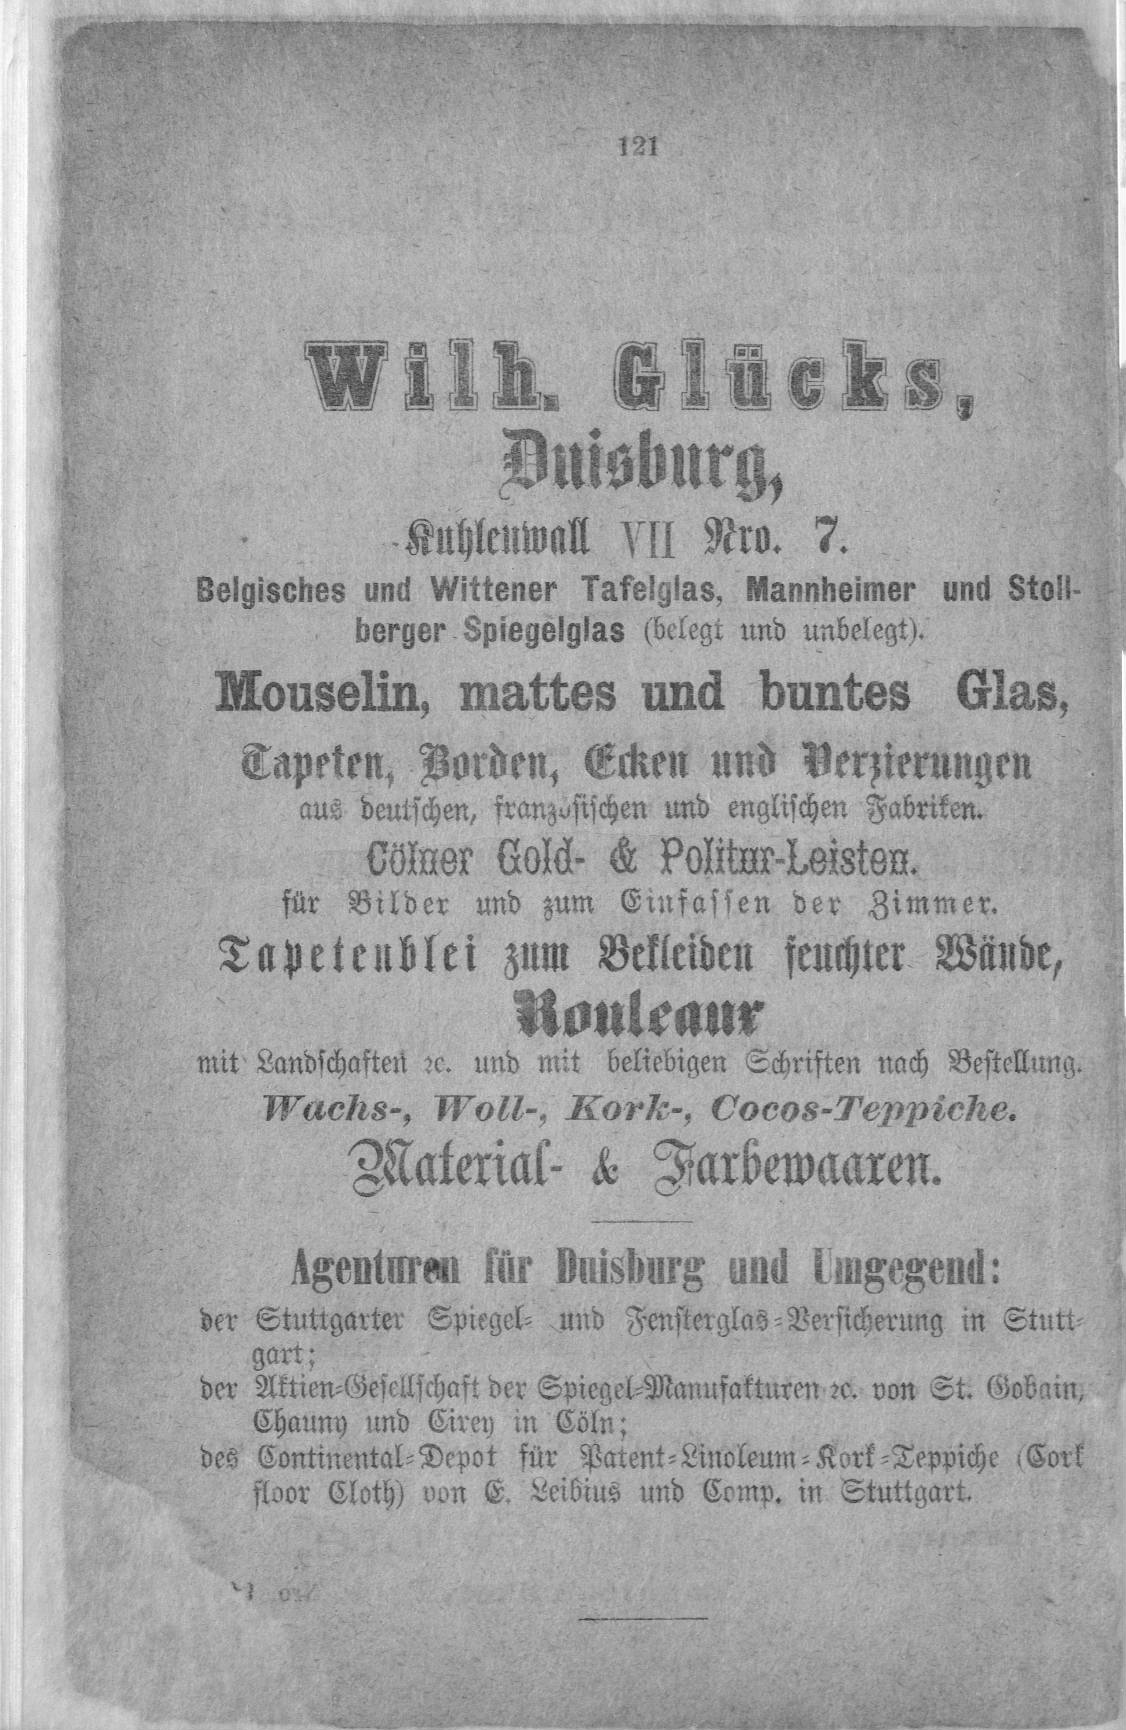 121
Wilh. Glücks,
Duisburg,
Kuhlenwall VII Nro. 7.
Belgisches und Wittener Tafelglas, Mannheimer und Stoll-
berger Spiegelglas (belegt und unbelegt).
Mouselin, mattes und buntes Glas,
Tapeten, Borden, Ecken und Verzierungen
aus deutschen, französischen und englischen Fabriken.
Cölner Gold- & Politur-Leisten.
für Bilder und zum Einfassen der Zimmer.
Tapetenblei zum Bekleiden feuchter Wände,
Rouleaux
mit Landschaften ꝛc. und mit beliebigen Schriften nach Bestellung.
Wachs-, Woll-, Kork-, Cocos-Teppiche.
Material- & Farbewaaren.
Agenturen für Duisburg und Umgegend:
der Stuttgarter Spiegel- und Fensterglas-Versicherung in Stutt-
gart;
der Aktien-Gesellschaft der Spiegel-Manufakturen ꝛc. von St. Gobain,
Chauny und Cirey in Cöln;
des Continental-Depot für Patent-Linoleum-Kork-Teppiche (Cork
floor Cloth) von E. Leibius und Comp. in Stuttgart.